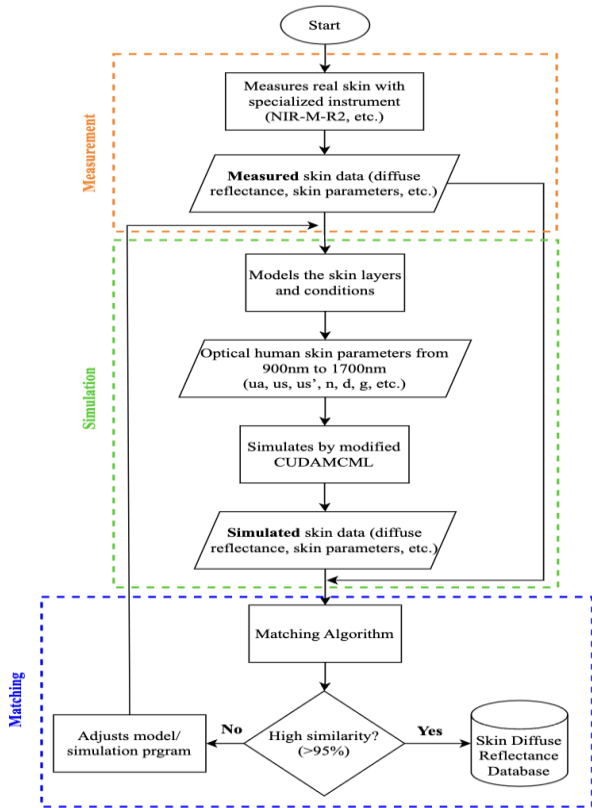 Start
Measurement
Measures real skin with
specialized instrument
(NIR-M-R2, etc.)
Measured skin data (diffuse
reflectance, skin parameters, etc.)
Simulation
Models the skin layers
and conditions
Optical human skin parameters from
900nm to 1700nm
(ua, us, us’, n, d, g, etc.)
Simulates by modified
CUDAMCML
Simulated skin data (diffuse
reflectance, skin parameters, etc.)
Matching
Matching Algorithm
High similarity?
(>95%)
No
Adjusts model/
simulation prgram
Yes
Skin Diffuse
Reflectance
Database